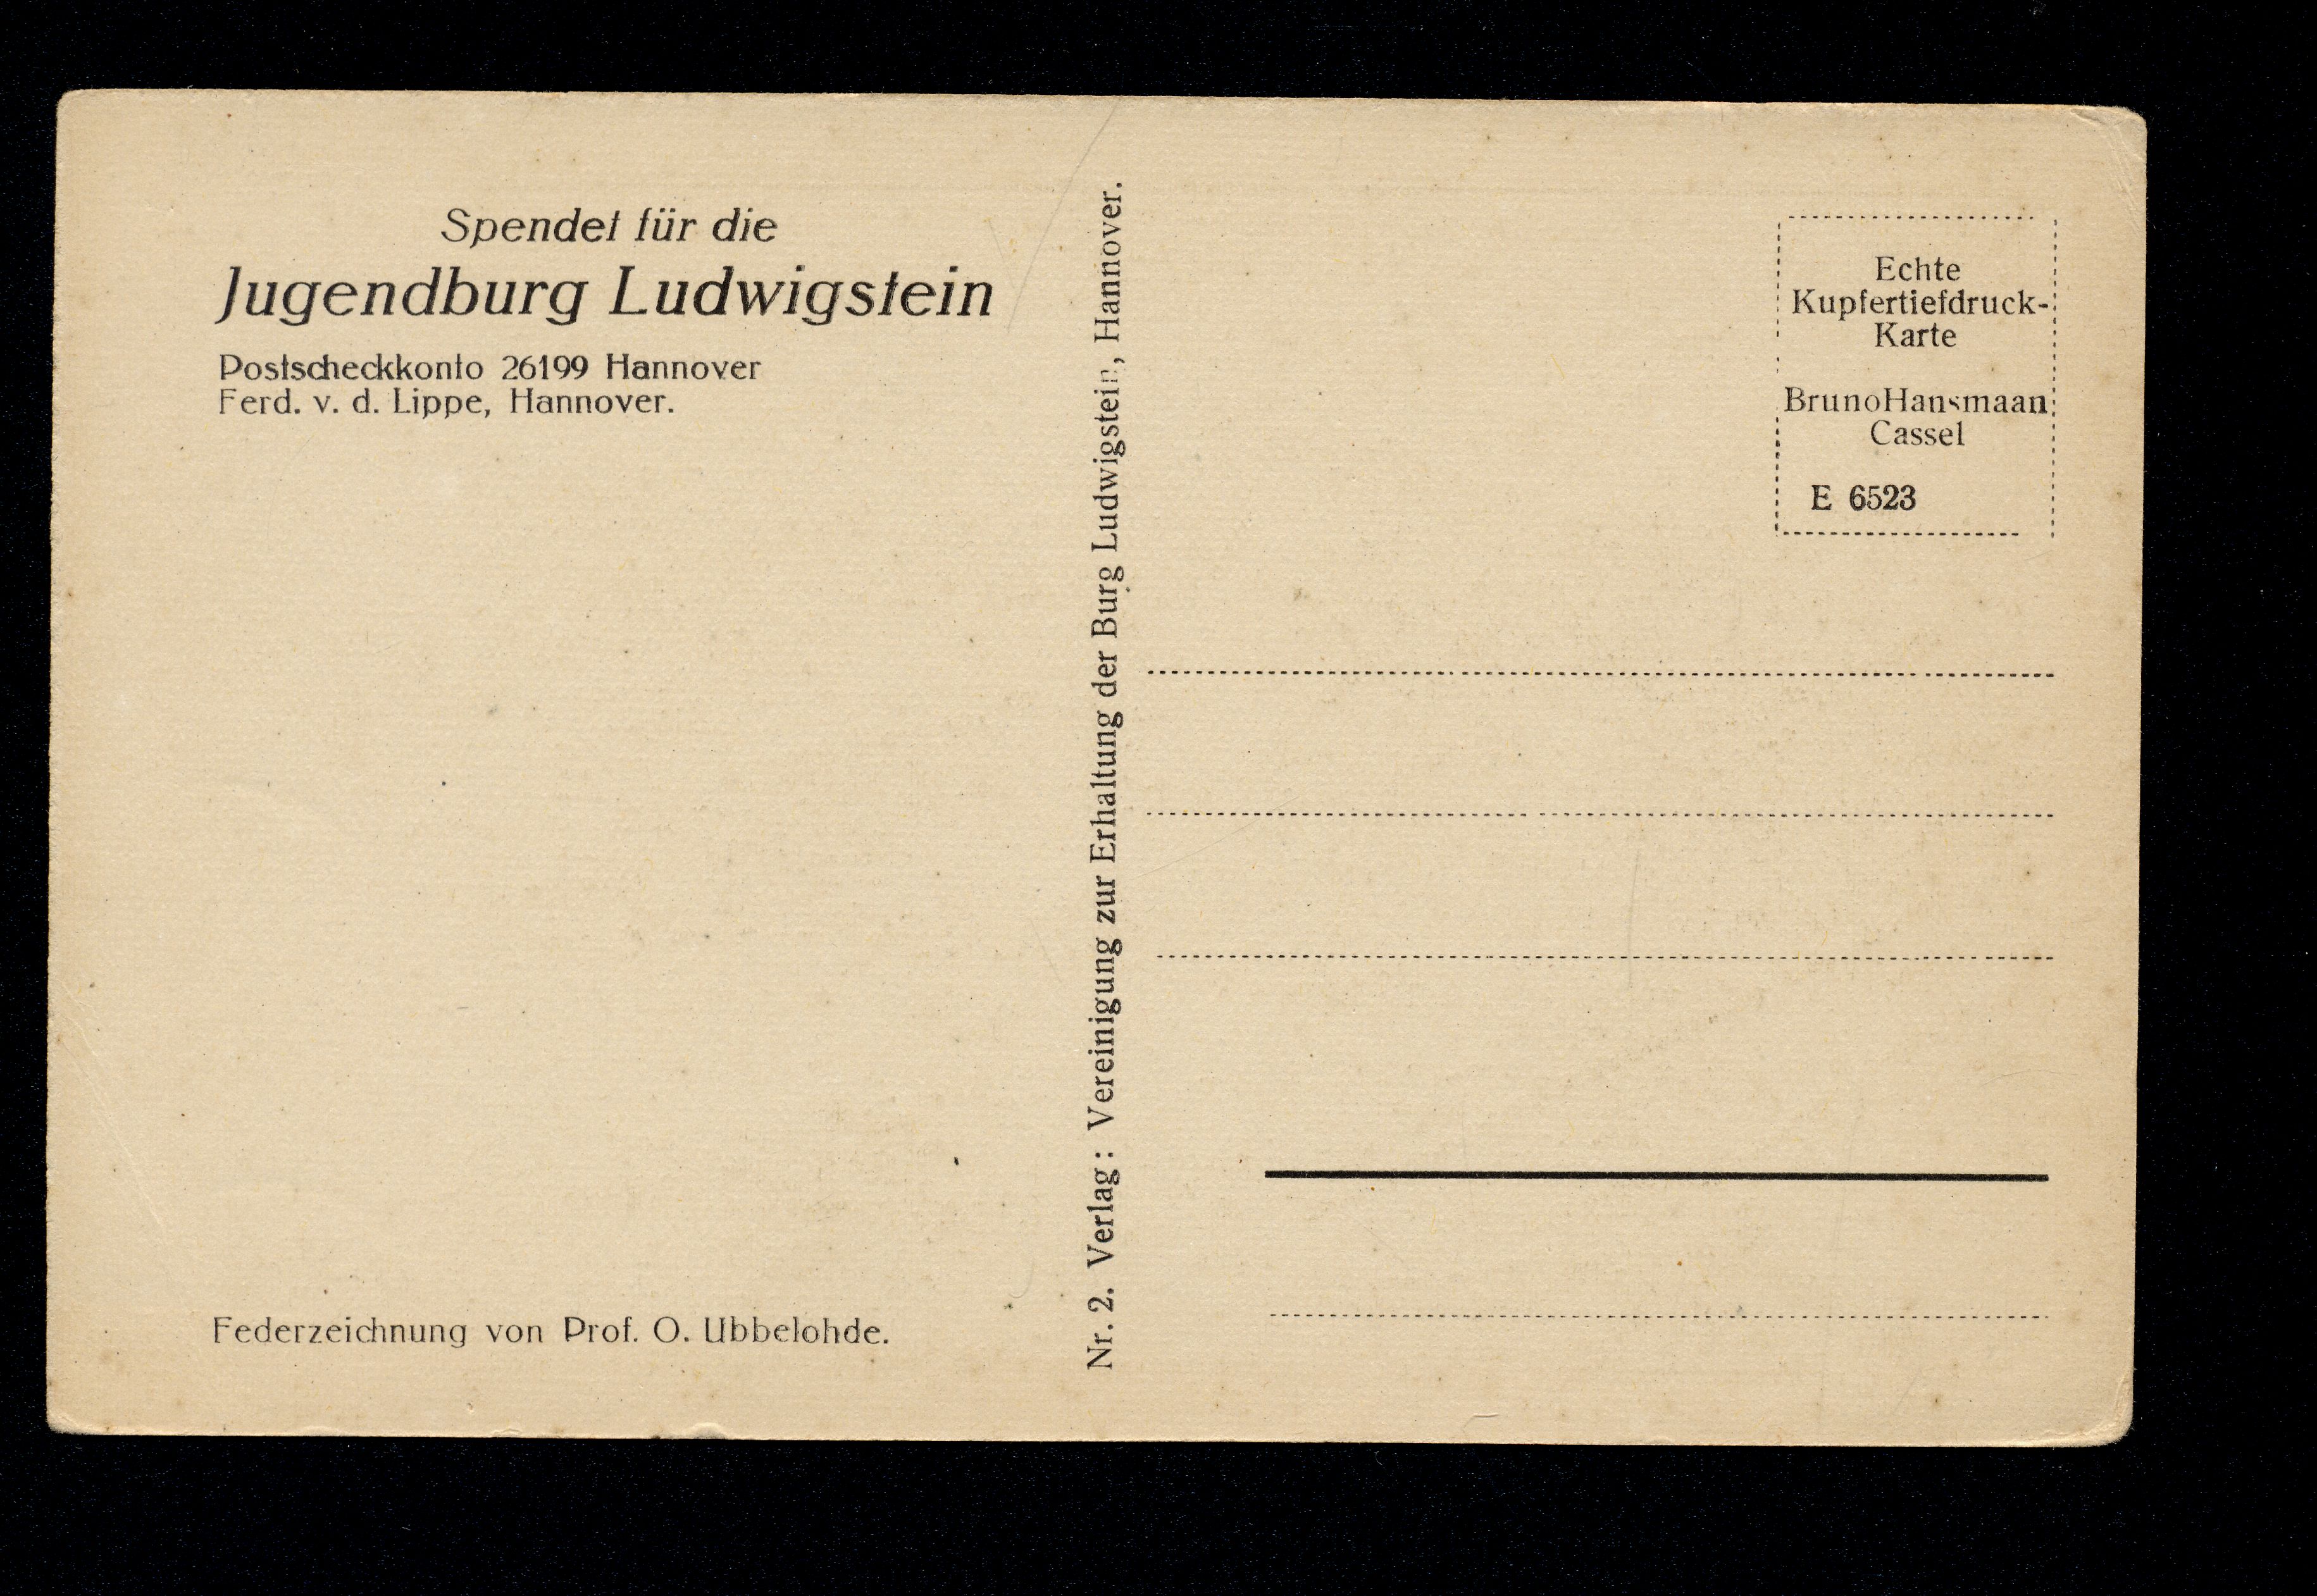 Spendet für die
Jugendburg Ludwigstein
Postscheckkonto 26199 Hannover
Ferd. v. d. Lippe, Hannover.
Federzeichnung von Prof. O. Ubbelohde.
Nr. 2. Verlag: Vereinigung zur Erhaltung der Burg Ludwigstein, Hannover.
Echte
Kupfertiefdruck-
Karte
BrunoHansmaan
Cassel
E 6523